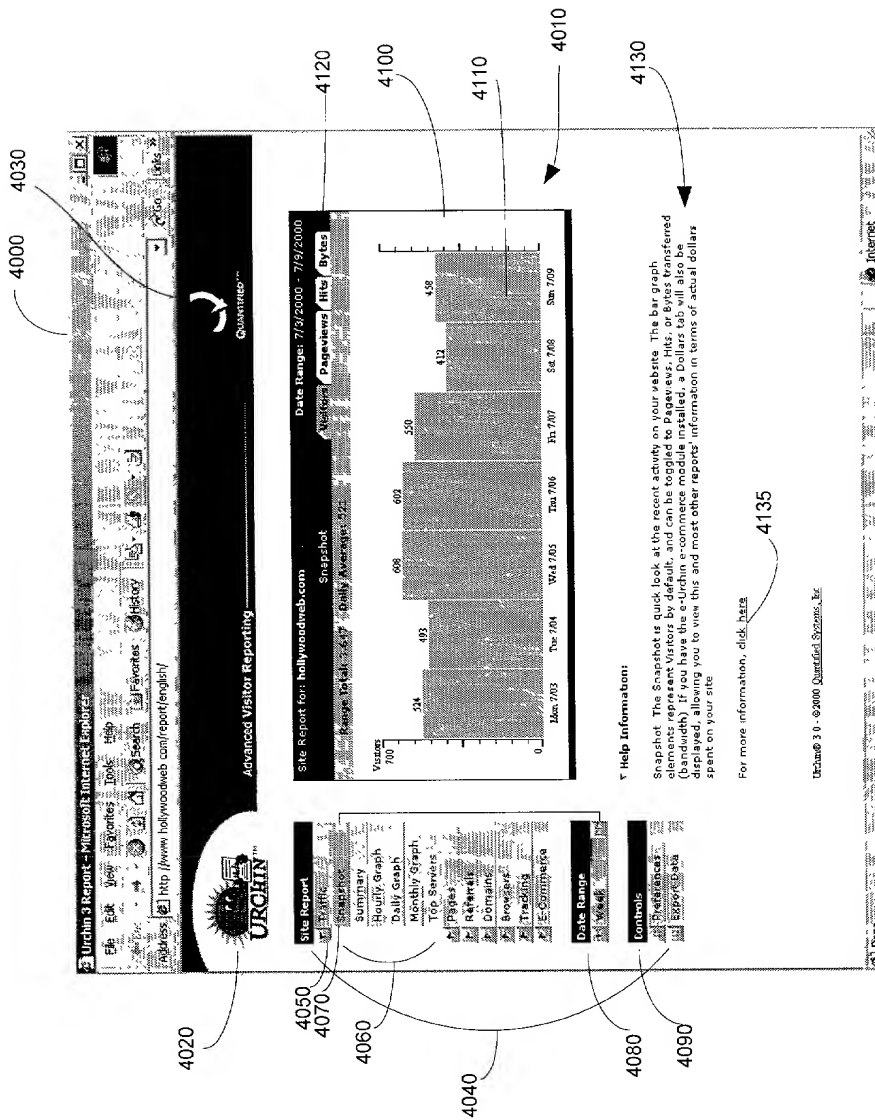 4000
4030
Urchin 3 Report - Microsoft Internet Explorer
File Edit View Favorites Tools Help
Search Favorites History
Address http://www hollywoodweb com/report/english/
Go Links »
4020
URCHIN™
Advanced Visitor Reporting
QUANTIFIED™
4040
4050
4070
4060
4080
4090
Site Report
Traffic
Snapshot
Summary
Hourly Graph
Daily Graph
Monthly Graph
Top Servers
Pages
Referrals
Domains
Browsers
Tracking
E-Commerce
Date Range
Week
Controls
Preferences
Export Data
Site Report for: hollywoodweb.com Date Range: 7/3/2000 - 7/9/2000
Snapshot Visitors Pageviews Hits Bytes
Range Total: 3,647 Daily Average: 521
Visitors
700
0
524
493
608
602
550
412
458
Mon 7/03 Tue 7/04 Wed 7/05 Thu 7/06 Fri 7/07 Sat 7/08 Sun 7/09
4120
4100
4110
4010
4130
▿ Help Information:
Snapshot The Snapshot is quick look at the recent activity on your website The bar graph
elements represent Visitors by default, and can be toggled to Pageviews, Hits, or Bytes transferred
(bandwidth) If you have the e-Urchin e-commerce module installed, a Dollars tab will also be
displayed, allowing you to view this and most other reports' information in terms of actual dollars
spent on your site
For more information, click here
4135
Urchin® 3 0 - ©2000 Quantified Systems, Inc
Internet